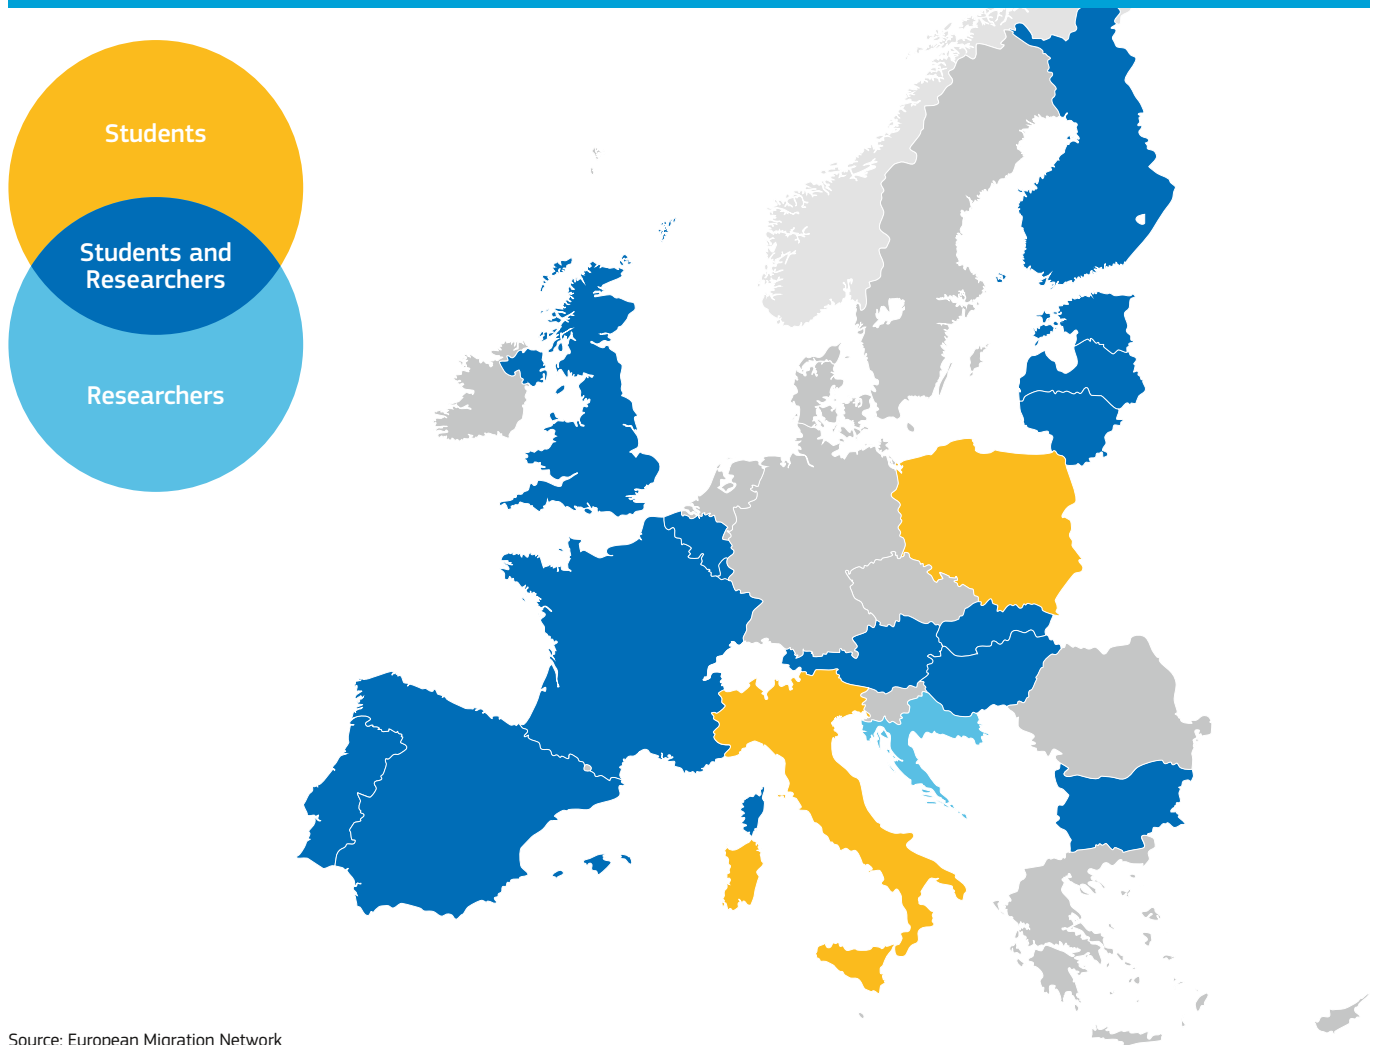 Students
Students and
Researchers
Researchers
Source: European Migration Network